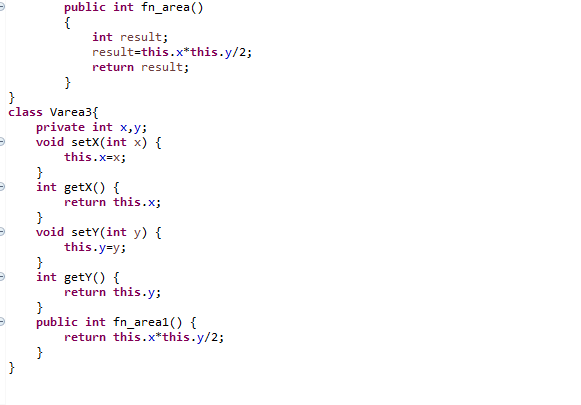 public int fn_area()
{
int result;
result=this.x*this.y/2;
return result;
}
}
class Varea3{
private int x,y;
void setX(int x) {
this.x=x;
}
int getX() {
return this.x;
}
void setY(int y) {
this.y=y;
}
int getY() {
return this.y;
}
public int fn_area1() {
return this.x*this.y/2;
}
}